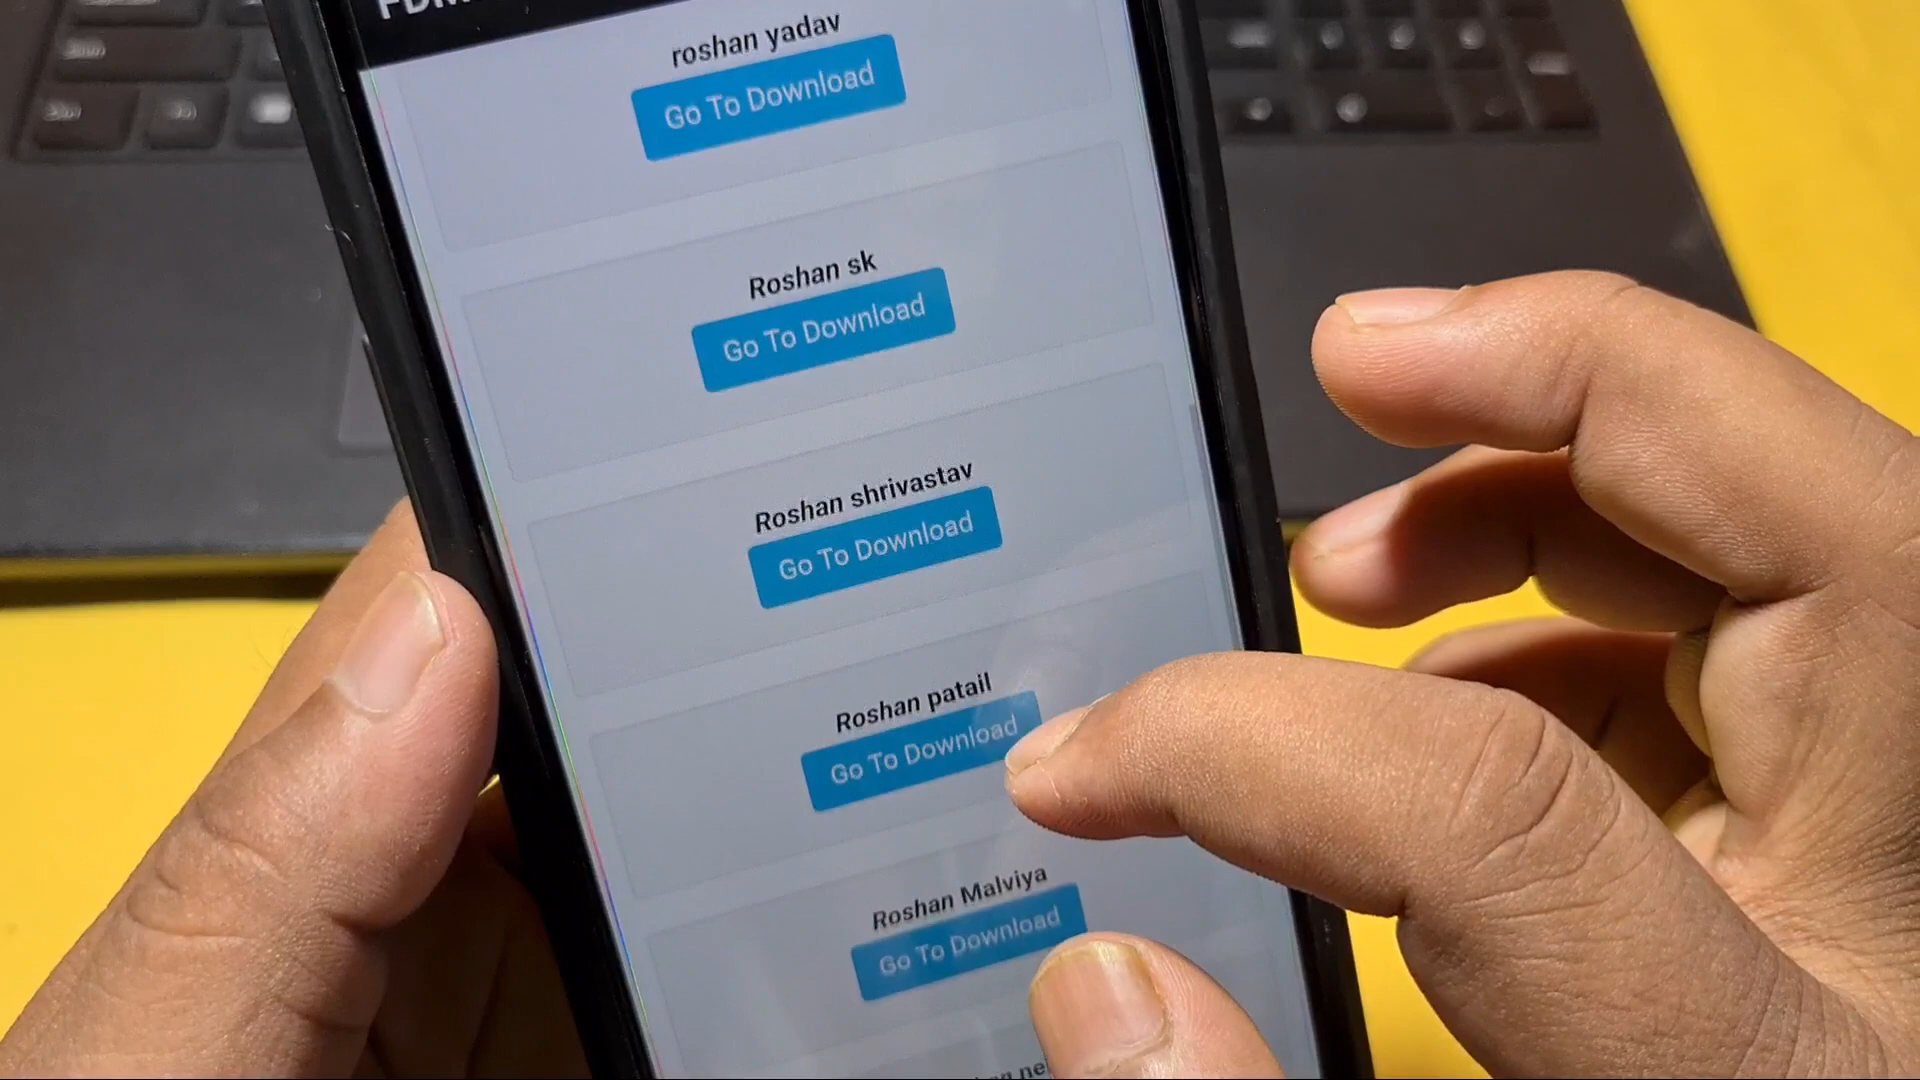 roshan yadav
Go To Download
Roshan sk
Go To Download
Roshan shrivastav
Go To Download
Roshan patail
Go To Download
Roshan Malviya
Go To Download